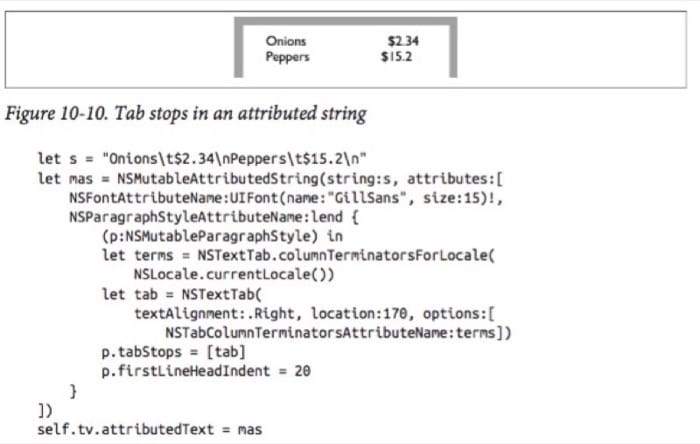 Onions $2.34
Peppers $15.2
Figure 10-10. Tab stops in an attributed string
let s = "Onions\t$2.34\nPeppers\t$15.2\n"
let mas = NSMutableAttributedString(string:s, attributes:[
NSFontAttributeName:UIFont(name:"GillSans", size:15)!,
NSParagraphStyleAttributeName:lend {
(p:NSMutableParagraphStyle) in
let terms = NSTextTab.columnTerminatorsForLocale(
NSLocale.currentLocale())
let tab = NSTextTab(
textAlignment:.Right, location:170, options:[
NSTabColumnTerminatorsAttributeName:terms])
p.tabStops = [tab]
p.firstLineHeadIndent = 20
}
])
self.tv.attributedText = mas